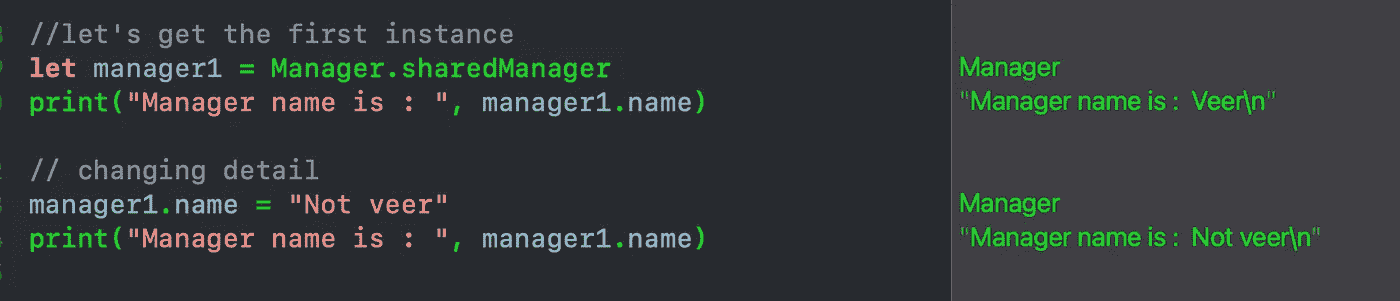 //let's get the first instance
let manager1 = Manager.sharedManager
Manager
print("Manager name is : ", manager1.name)
"Manager name is :  Veer\n"
// changing detail
manager1.name = "Not veer"
Manager
print("Manager name is : ", manager1.name)
"Manager name is :  Not veer\n"